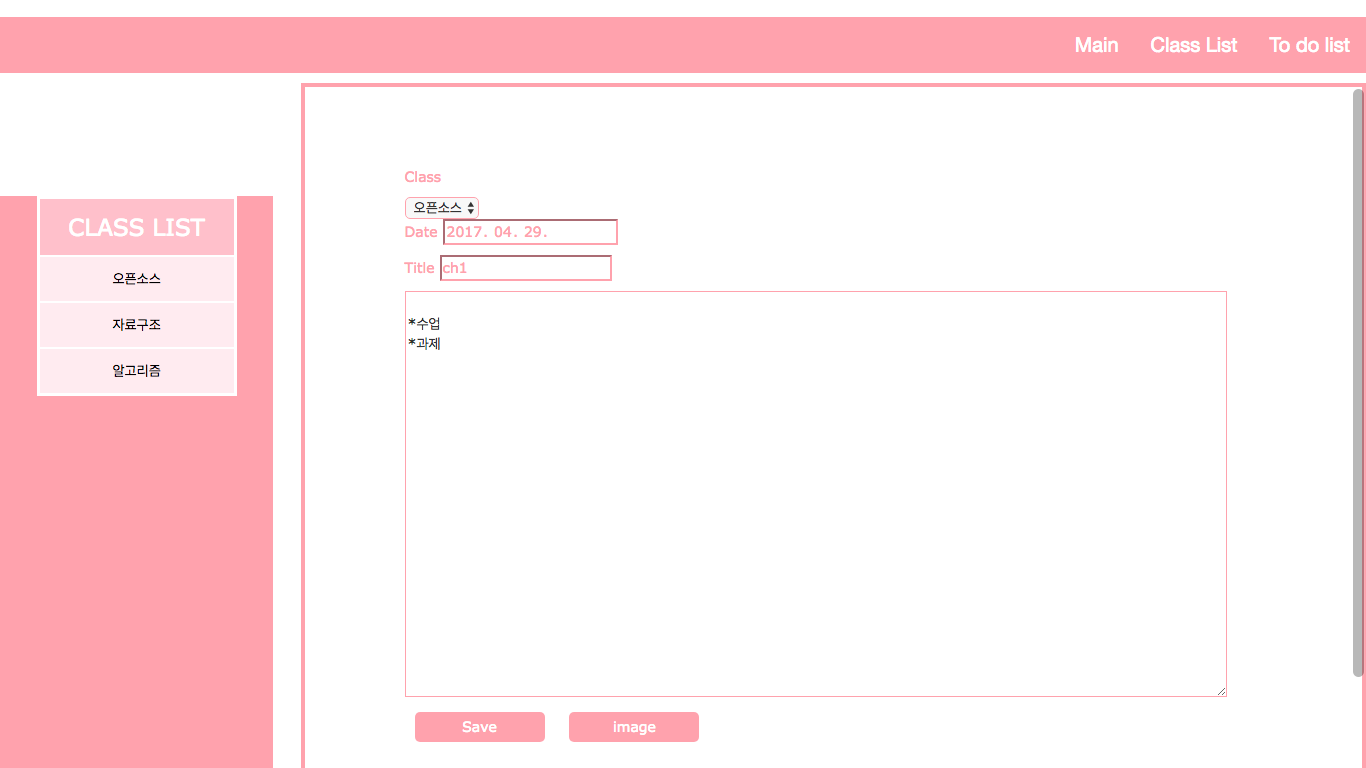 Main Class List To do list
CLASS LIST
오픈소스
자료구조
알고리즘
Class
오픈소스
Date 2017. 04. 29.
Title ch1
*수업
*과제
Save image